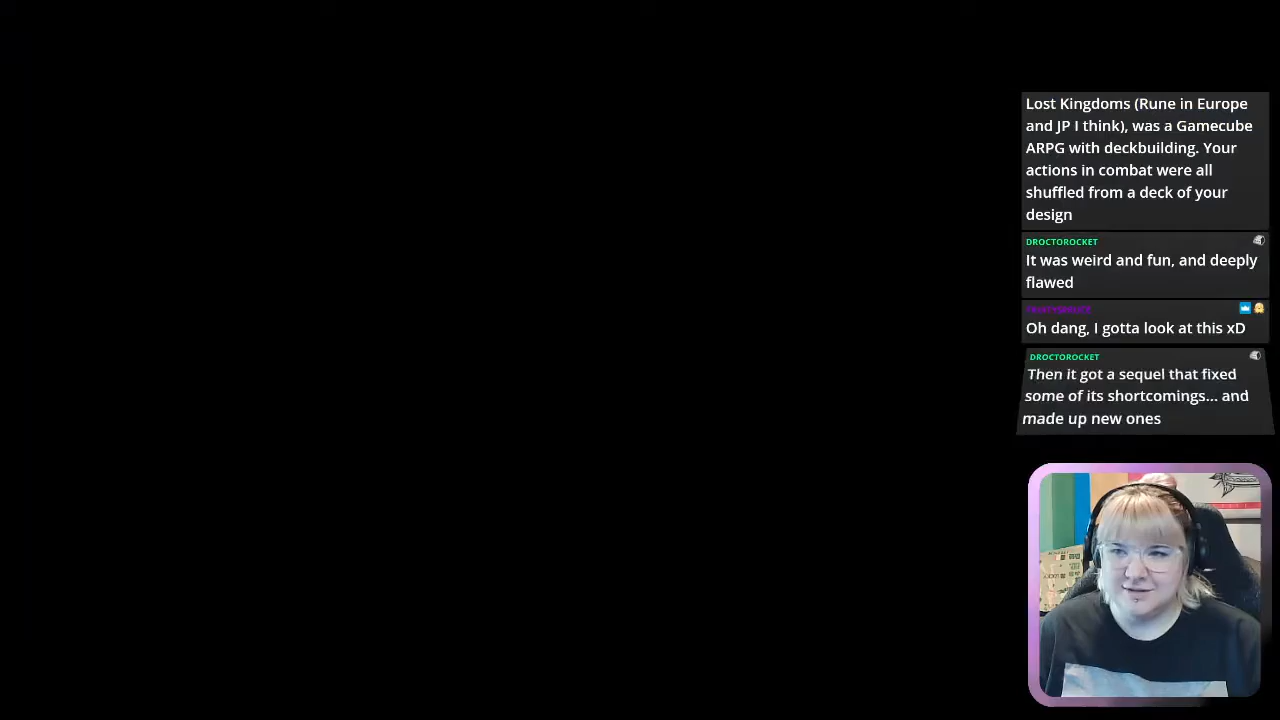 Lost Kingdoms (Rune in Europe
and JP I think), was a Gamecube
ARPG with deckbuilding. Your
actions in combat were all
shuffled from a deck of your
design
DROCTOROCKET
It was weird and fun, and deeply
flawed
Oh dang, I gotta look at this xD
DROCTOROCKET
Then it got a sequel that fixed
some of its shortcomings... and
made up new ones